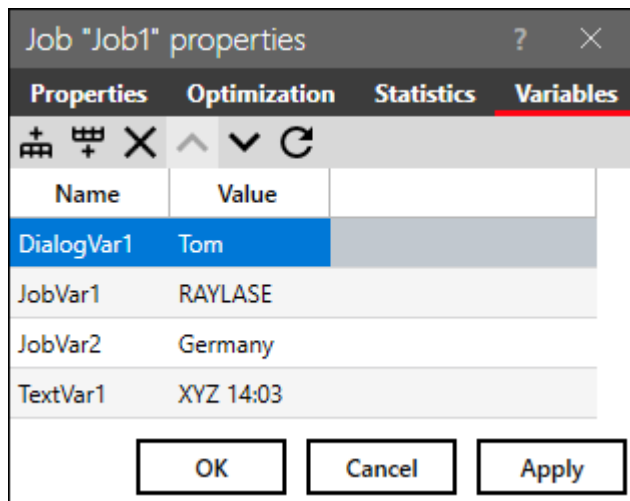 Job "Job1" properties ?
Properties Optimization Statistics Variables
Name Value
DialogVar1 Tom
JobVar1 RAYLASE
JobVar2 Germany
TextVar1 XYZ 14:03
OK Cancel Apply